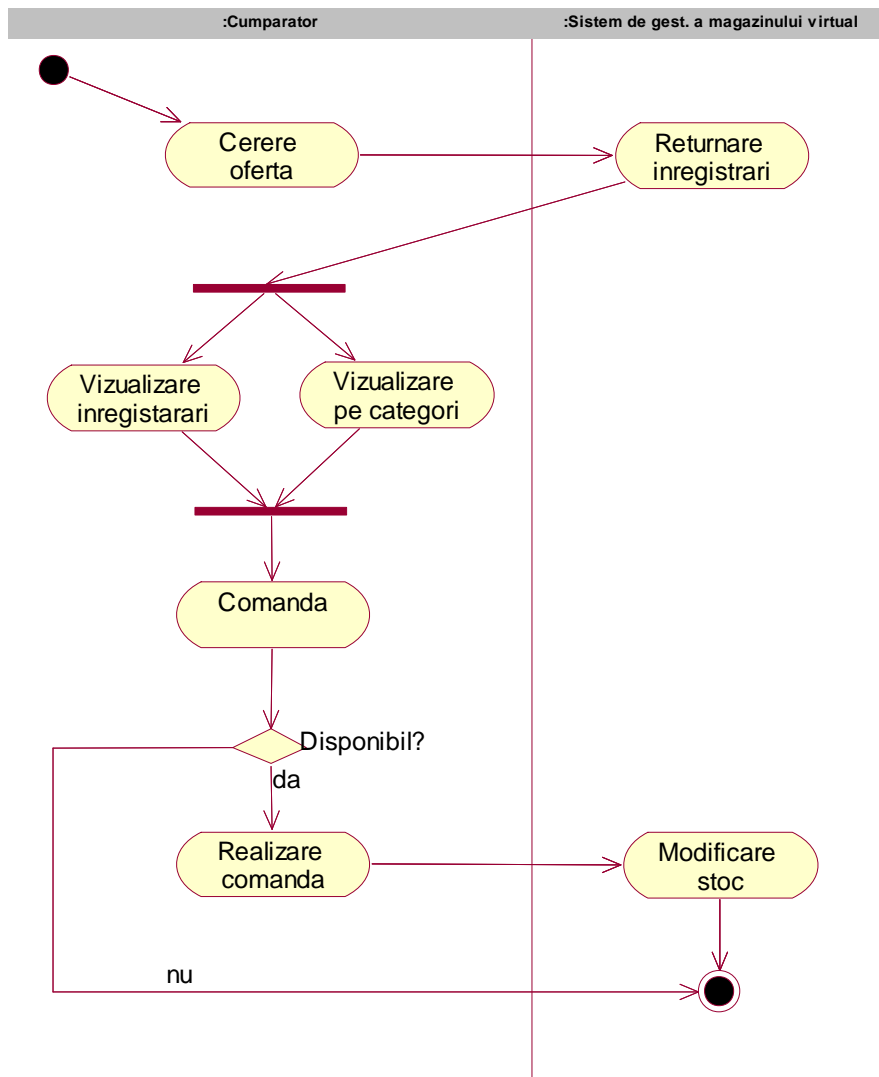 :Cumparator
:Sistem de gest. a magazinului virtual
Cerere
oferta
Returnare
inregistrari
Vizualizare
inregistarari
Vizualizare
pe categori
Comanda
Disponibil?
da
Realizare
comanda
Modificare
stoc
nu